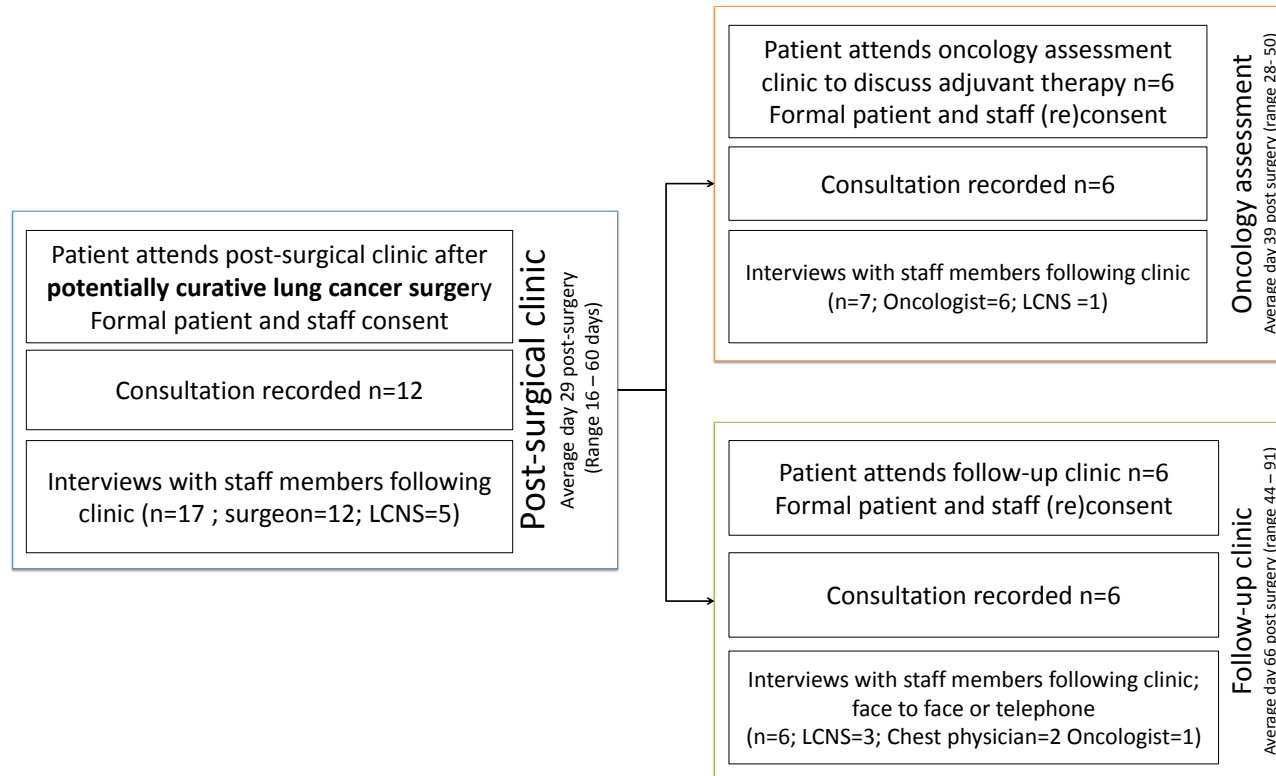 Patient attends post-surgical clinic after
potentially curative lung cancer surgery
Formal patient and staff consent
Consultation recorded n=12
Interviews with staff members following
clinic (n=17 ; surgeon=12; LCNS=5)
Post-surgical clinic
Average day 29 post-surgery
(Range 16 – 60 days)
Patient attends oncology assessment
clinic to discuss adjuvant therapy n=6
Formal patient and staff (re)consent
Consultation recorded n=6
Interviews with staff members following clinic
(n=7; Oncologist=6; LCNS =1)
Oncology assessment
Average day 39 post surgery (range 28- 50)
Patient attends follow-up clinic n=6
Formal patient and staff (re)consent
Consultation recorded n=6
Interviews with staff members following clinic;
face to face or telephone
(n=6; LCNS=3; Chest physician=2 Oncologist=1)
Follow-up clinic
Average day 66 post surgery (range 44 – 91)